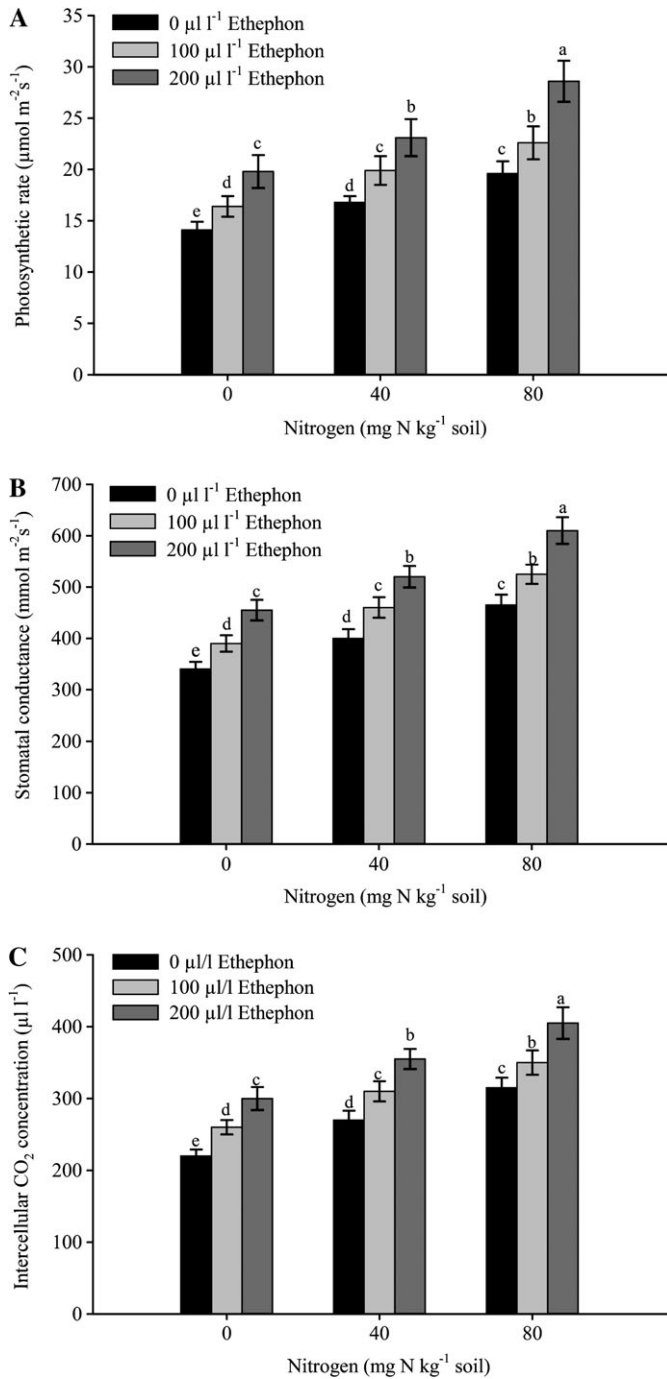 A
0 µl l⁻¹ Ethephon
100 µl l⁻¹ Ethephon
200 µl l⁻¹ Ethephon
Photosynthetic rate (µmol m⁻²s⁻¹)
35
30
25
20
15
10
5
0
e d c d c b c b a
0 40 80
Nitrogen (mg N kg⁻¹ soil)
B
0 µl l⁻¹ Ethephon
100 µl l⁻¹ Ethephon
200 µl l⁻¹ Ethephon
Stomatal conductance (mmol m⁻²s⁻¹)
700
600
500
400
300
200
100
0
e d c d c b c b a
0 40 80
Nitrogen (mg N kg⁻¹ soil)
C
0 µl/l Ethephon
100 µl/l Ethephon
200 µl/l Ethephon
Intercellular CO₂ concentration (µl l⁻¹)
500
400
300
200
100
0
e d c d c b c b a
0 40 80
Nitrogen (mg N kg⁻¹ soil)